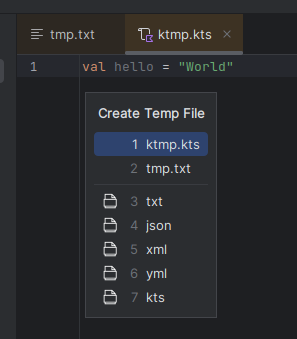 tmp.txt ktmp.kts
1 val hello = "World"
Create Temp File
1 ktmp.kts
2 tmp.txt
3 txt
4 json
5 xml
6 yml
7 kts